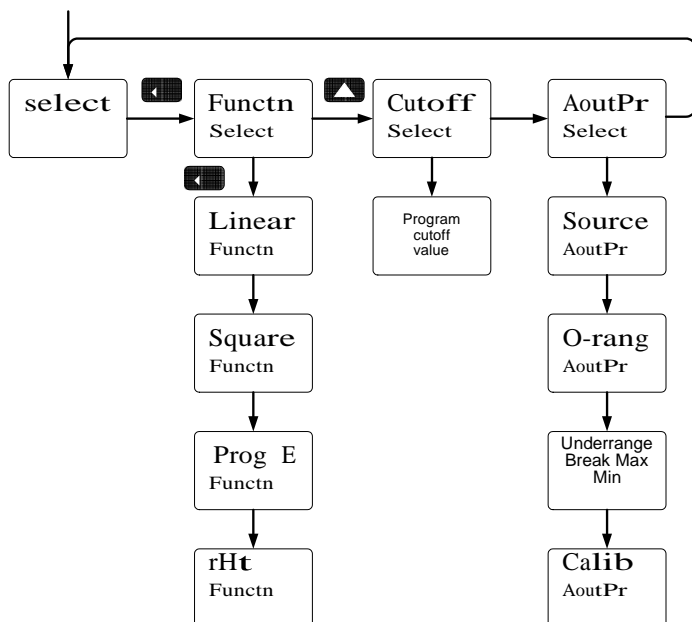 select
Functn
Select
Cutoff
Select
AoutPr
Select
Linear
Functn
Program
cutoff
value
Source
AoutPr
Square
Functn
O-rang
AoutPr
Prog E
Functn
Underrange
Break Max
Min
rHt
Functn
Calib
AoutPr